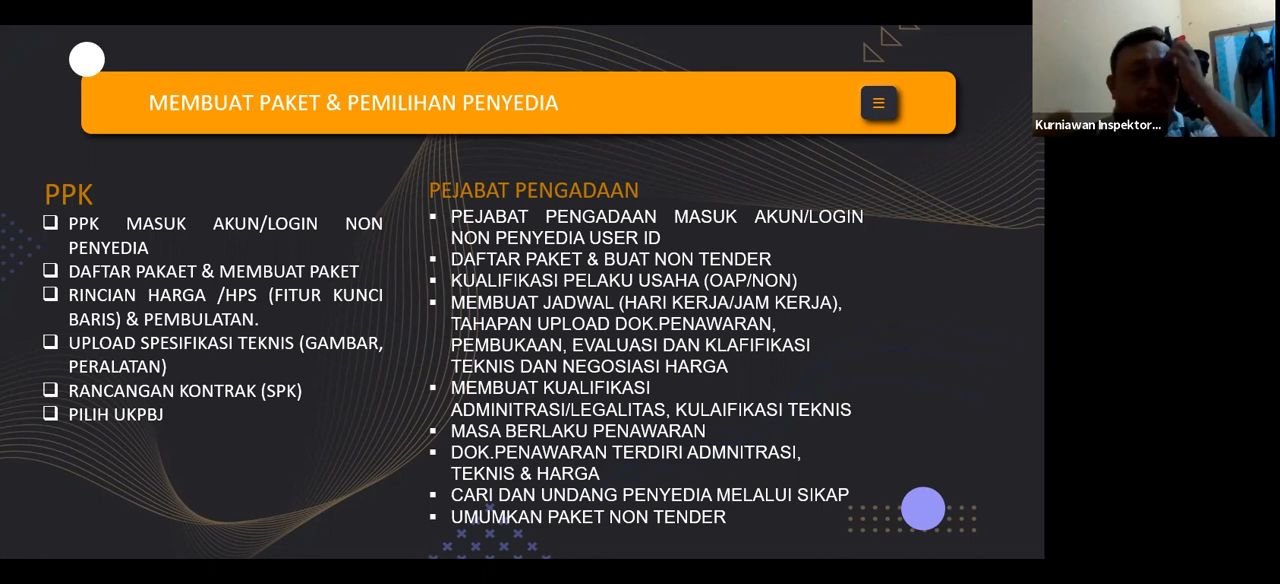 MEMBUAT PAKET & PEMILIHAN PENYEDIA
Kurniawan Inspektor...
PPK
PPK MASUK AKUN/LOGIN NON
PENYEDIA
DAFTAR PAKAET & MEMBUAT PAKET
RINCIAN HARGA /HPS (FITUR KUNCI
BARIS) & PEMBULATAN.
UPLOAD SPESIFIKASI TEKNIS (GAMBAR,
PERALATAN)
RANCANGAN KONTRAK (SPK)
PILIH UKPBJ
PEJABAT PENGADAAN
PEJABAT PENGADAAN MASUK AKUN/LOGIN
NON PENYEDIA USER ID
DAFTAR PAKET & BUAT NON TENDER
KUALIFIKASI PELAKU USAHA (OAP/NON)
MEMBUAT JADWAL (HARI KERJA/JAM KERJA),
TAHAPAN UPLOAD DOK.PENAWARAN,
PEMBUKAAN, EVALUASI DAN KLAFIFIKASI
TEKNIS DAN NEGOSIASI HARGA
MEMBUAT KUALIFIKASI
ADMINITRASI/LEGALITAS, KULAIFIKASI TEKNIS
MASA BERLAKU PENAWARAN
DOK.PENAWARAN TERDIRI ADMNITRASI,
TEKNIS & HARGA
CARI DAN UNDANG PENYEDIA MELALUI SIKAP
UMUMKAN PAKET NON TENDER